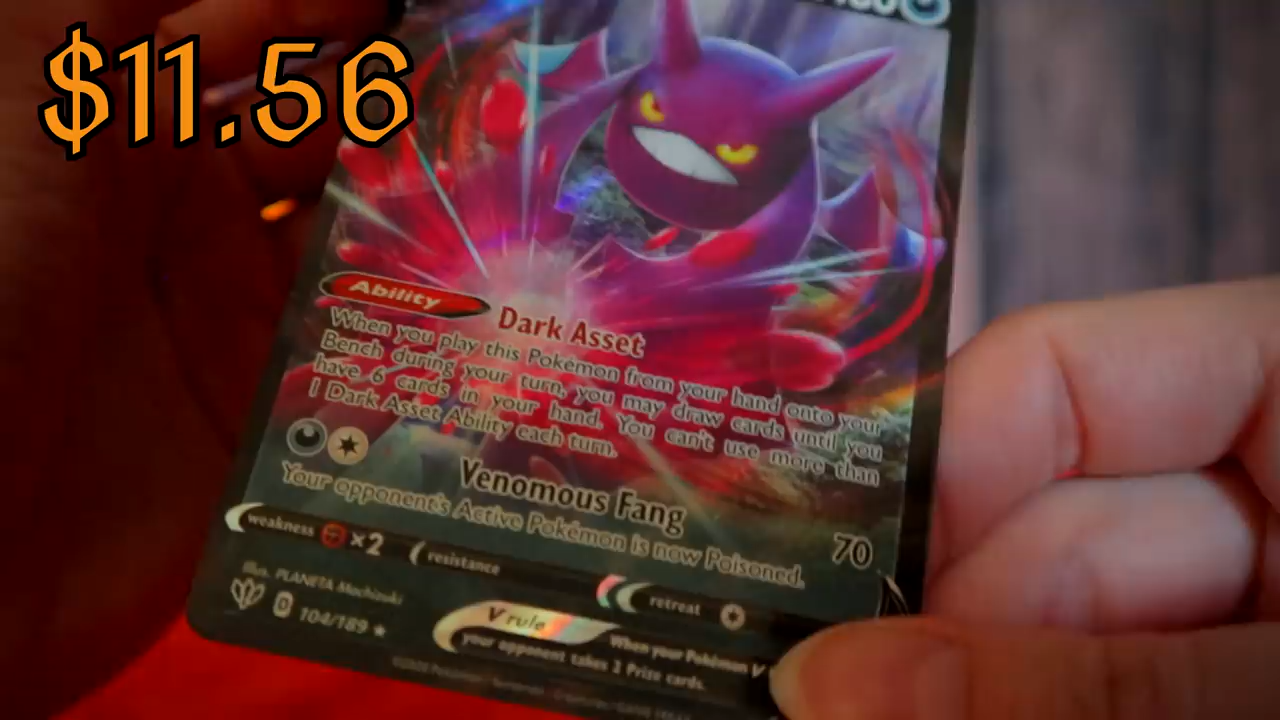 $11.56
Ability
Dark Asset
When you play this Pokémon from your hand onto your
Bench during your turn, you may draw cards until you
have 6 cards in your hand. You can't use more than
1 Dark Asset Ability each turn.
Venomous Fang
70
Your opponent's Active Pokémon is now Poisoned.
weakness ×2
resistance
retreat
Illus. PLANETA Mochizuki
D 104/189 ★
V rule
When your Pokémon V
your opponent takes 2 Prize cards.